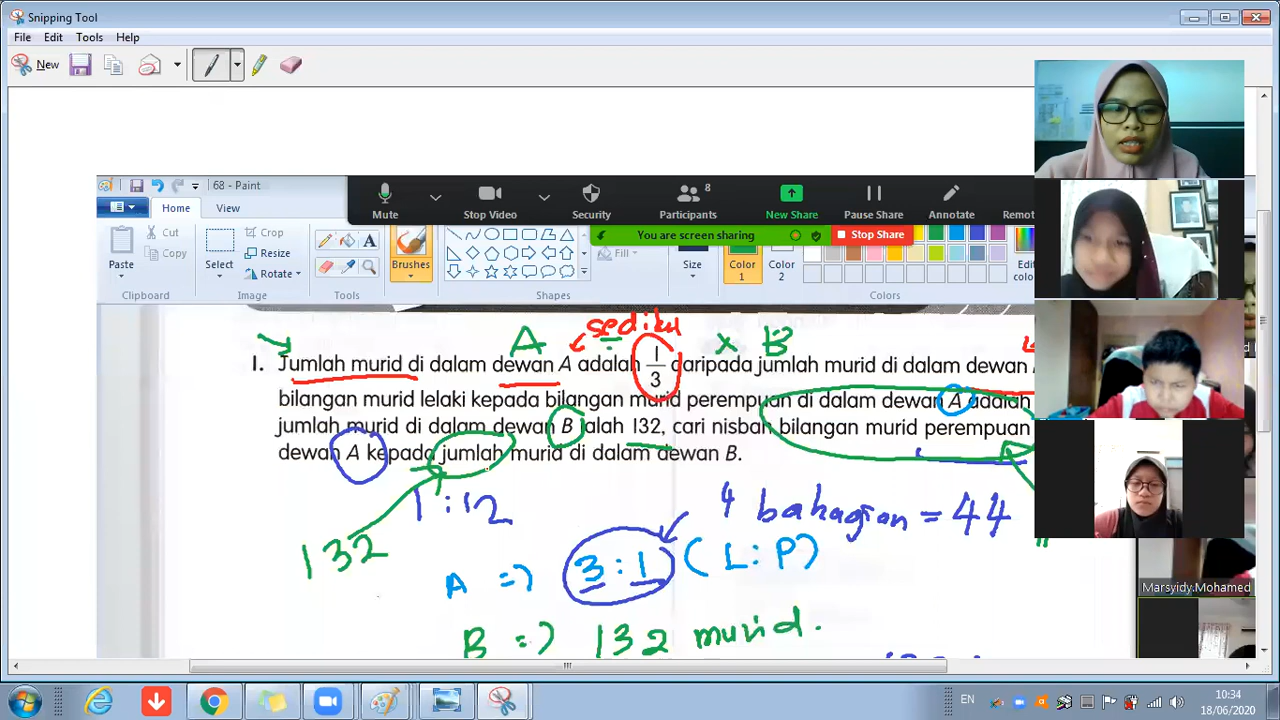 Snipping Tool
File Edit Tools Help
New
68 - Paint
Home View
Mute Stop Video Security Participants 8 New Share Pause Share Annotate
You are screen sharing Stop Share
Paste Cut Copy
Clipboard
Select Crop Resize Rotate
Image
Tools
Brushes
Fill
Shapes
Size
Color 1
Color 2
Colors
A x B
1. Jumlah murid di dalam dewan A adalah 1/3 daripada jumlah murid di dalam dewan
bilangan murid lelaki kepada bilangan murid perempuan di dalam dewan A adalah
jumlah murid di dalam dewan B ialah 132, cari nisbah bilangan murid perempuan
dewan A kepada jumlah murid di dalam dewan B.
1 : 12
4 bahagian = 44
132
A => 3 : 1 (L : P)
B => 132 murid.
Marsyidy.Mohamed
EN
10:34
18/06/2020